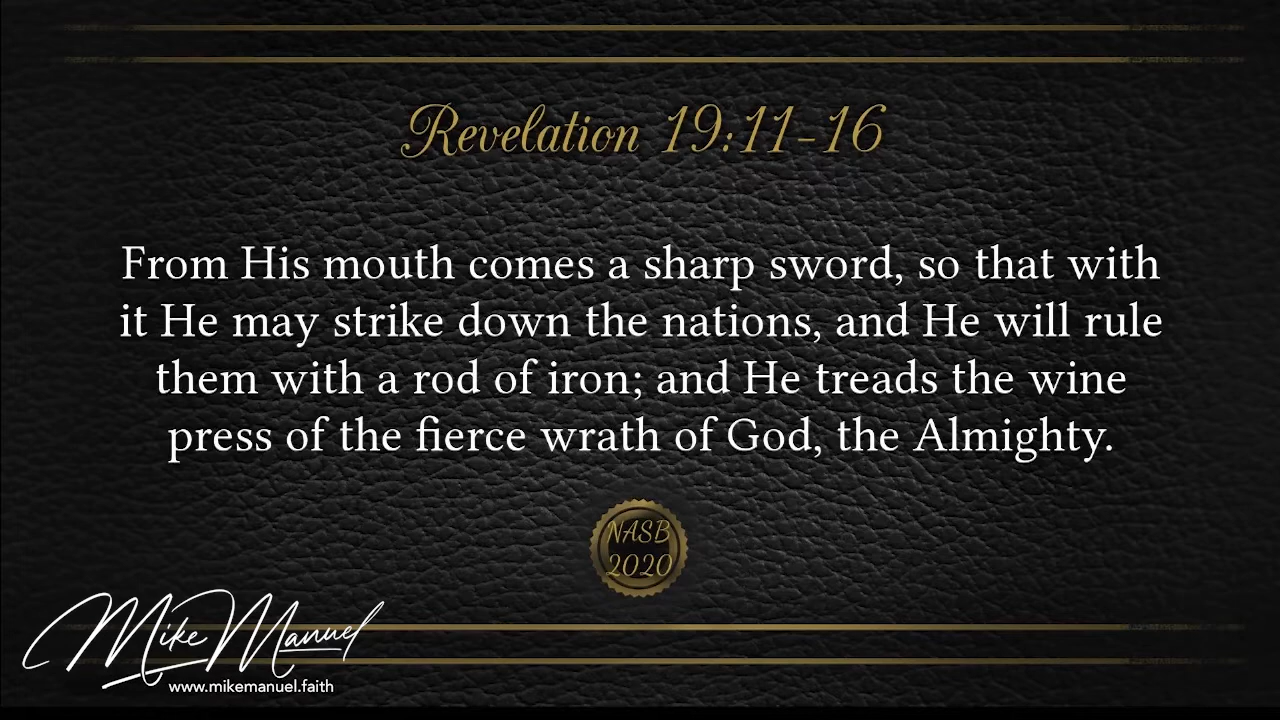 Revelation 19:11-16
From His mouth comes a sharp sword, so that with
it He may strike down the nations, and He will rule
them with a rod of iron; and He treads the wine
press of the fierce wrath of God, the Almighty.
NASB
2020
Mike Manuel
www.mikemanuel.faith